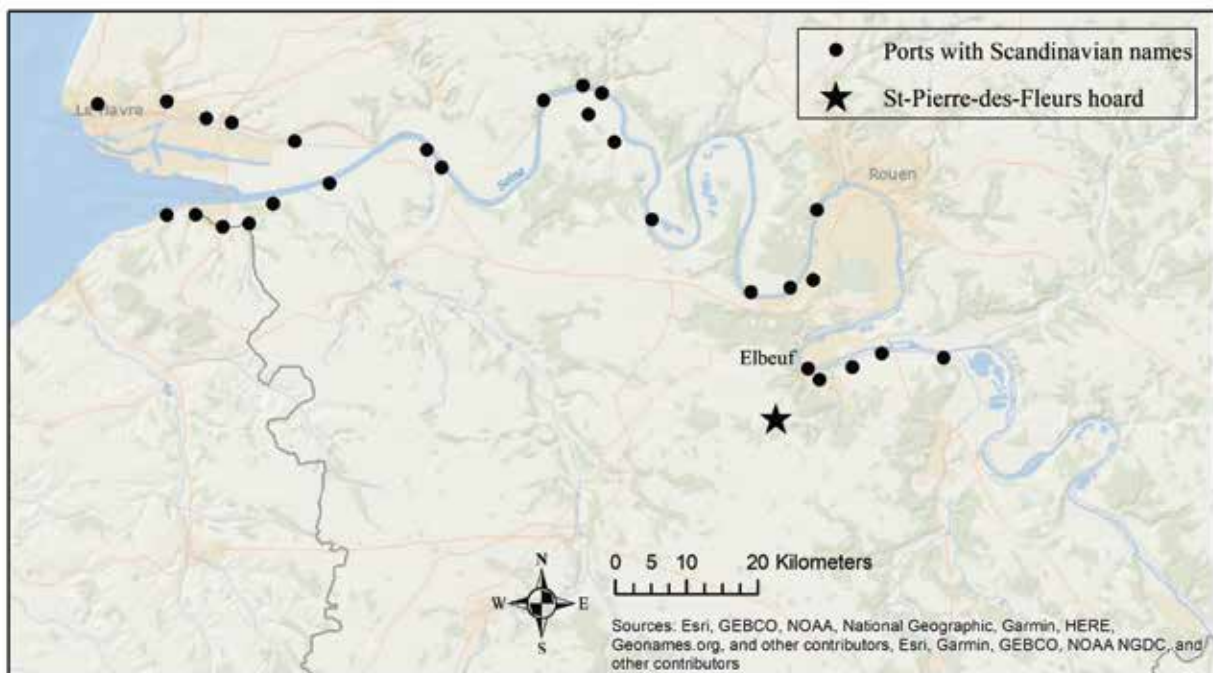 Ports with Scandinavian names
St-Pierre-des-Fleurs hoard
Le Havre
Seine
Rouen
Elbeuf
N
W E
S
0 5 10 20 Kilometers
Sources: Esri, GEBCO, NOAA, National Geographic, Garmin, HERE,
Geonames.org, and other contributors, Esri, Garmin, GEBCO, NOAA NGDC, and
other contributors